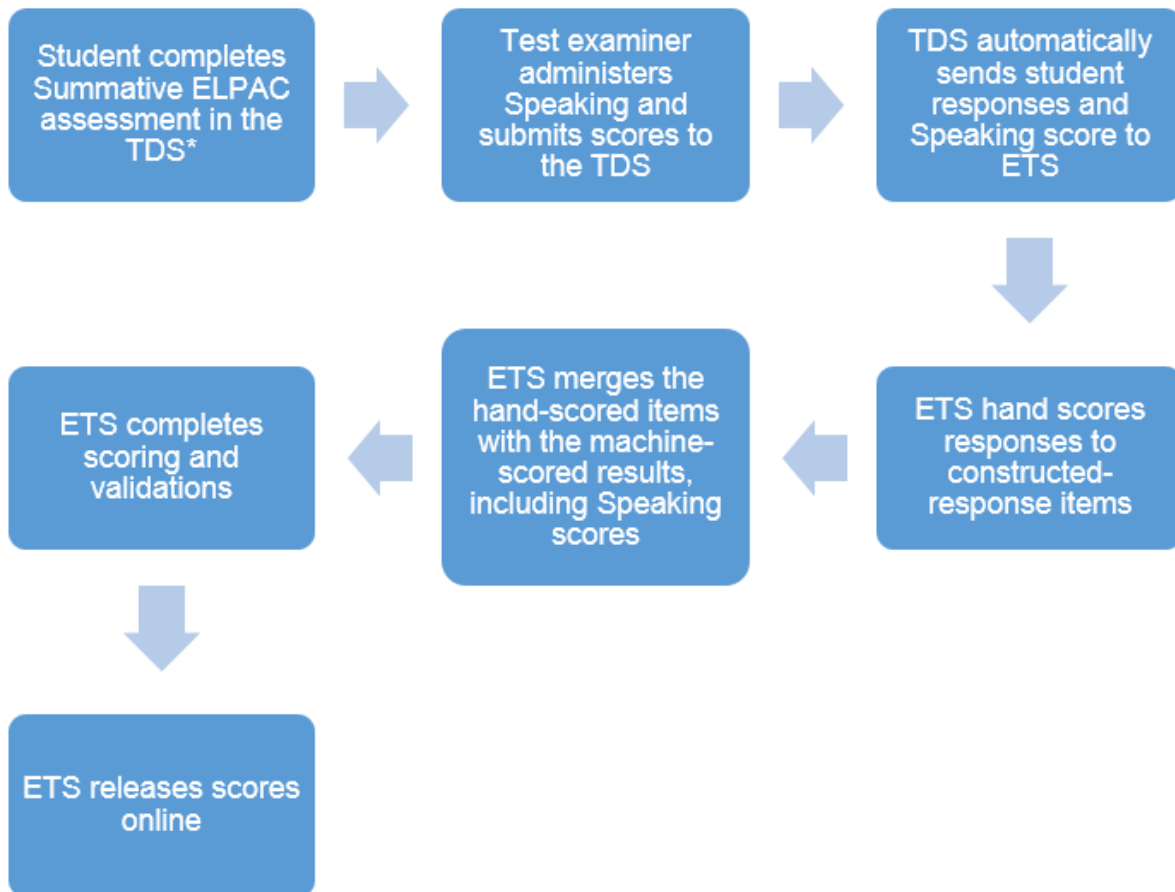 Student completes
Summative ELPAC
assessment in the
TDS*
Test examiner
administers
Speaking and
submits scores to
the TDS
TDS automatically
sends student
responses and
Speaking score to
ETS
ETS hand scores
responses to
constructed-
response items
ETS merges the
hand-scored items
with the machine-
scored results,
including Speaking
scores
ETS completes
scoring and
validations
ETS releases scores
online